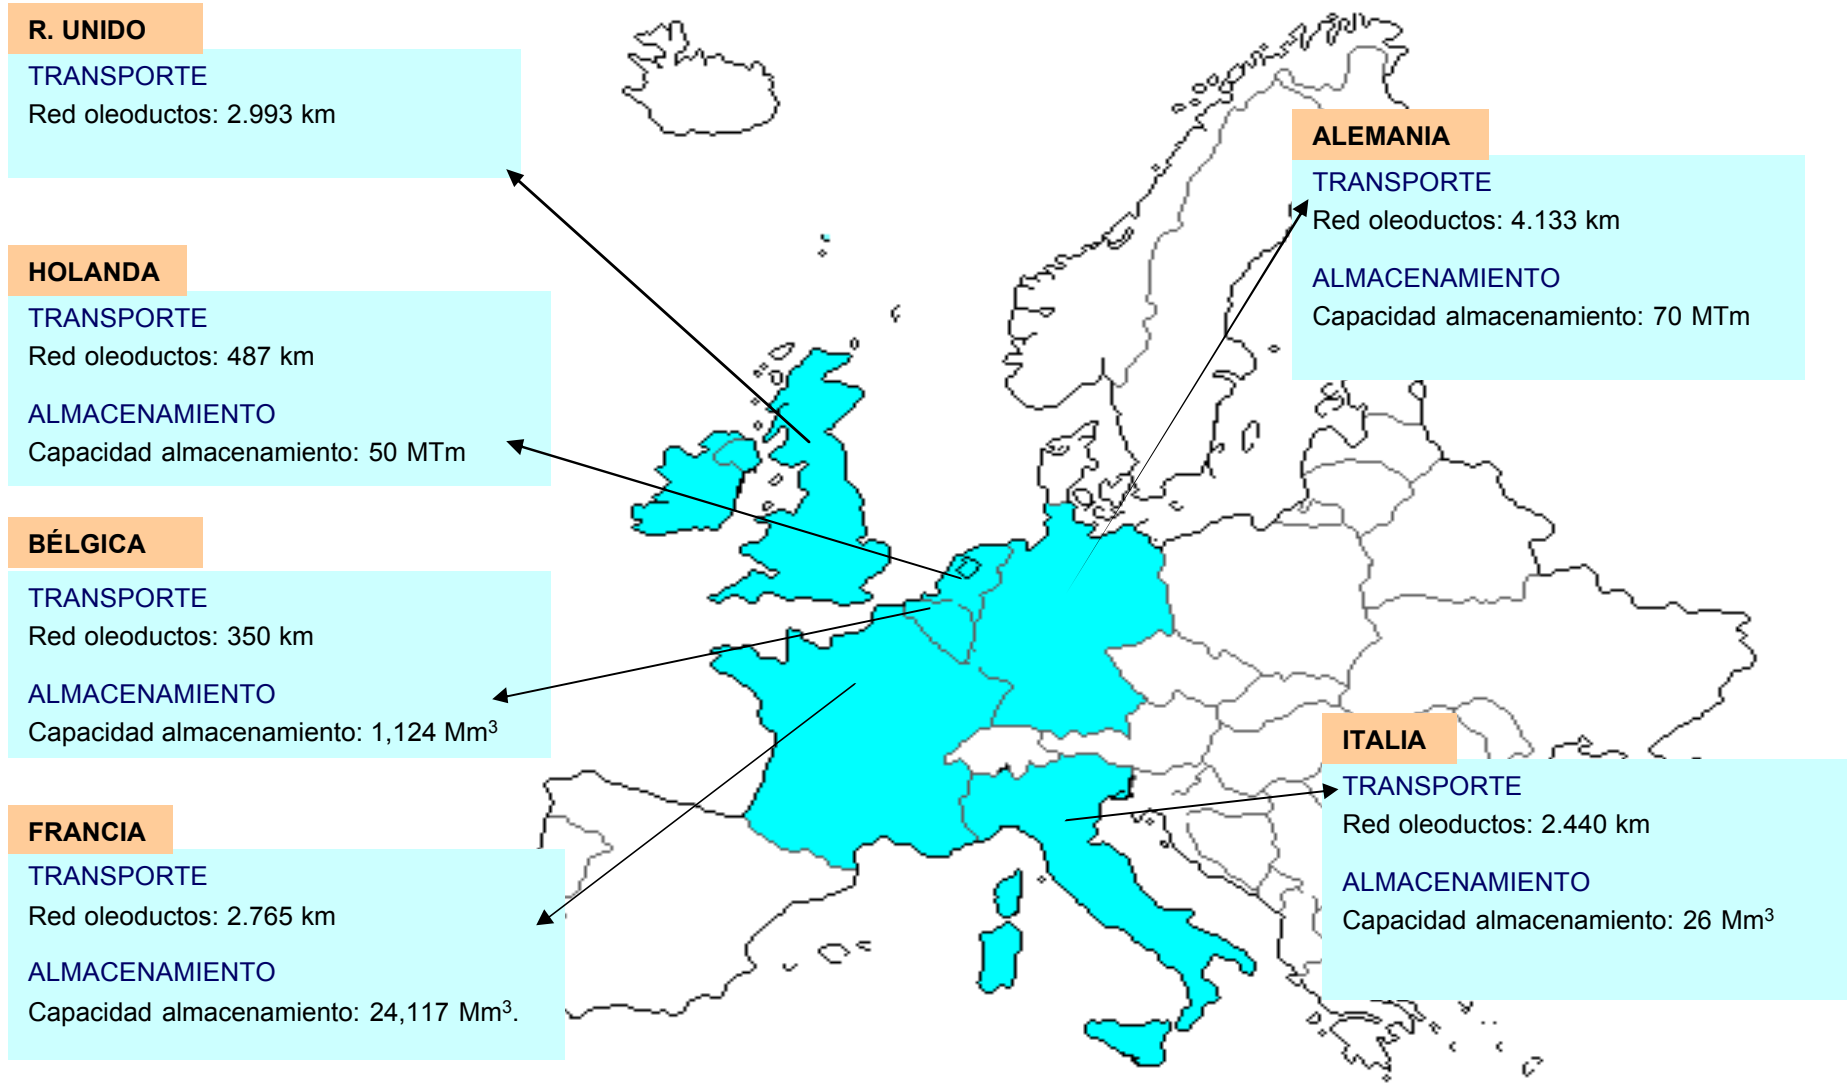 R. UNIDO
TRANSPORTE
Red oleoductos: 2.993 km
HOLANDA
TRANSPORTE
Red oleoductos: 487 km
ALMACENAMIENTO
Capacidad almacenamiento: 50 MTm
BÉLGICA
TRANSPORTE
Red oleoductos: 350 km
ALMACENAMIENTO
Capacidad almacenamiento: 1,124 Mm³
FRANCIA
TRANSPORTE
Red oleoductos: 2.765 km
ALMACENAMIENTO
Capacidad almacenamiento: 24,117 Mm³.
ALEMANIA
TRANSPORTE
Red oleoductos: 4.133 km
ALMACENAMIENTO
Capacidad almacenamiento: 70 MTm
ITALIA
TRANSPORTE
Red oleoductos: 2.440 km
ALMACENAMIENTO
Capacidad almacenamiento: 26 Mm³